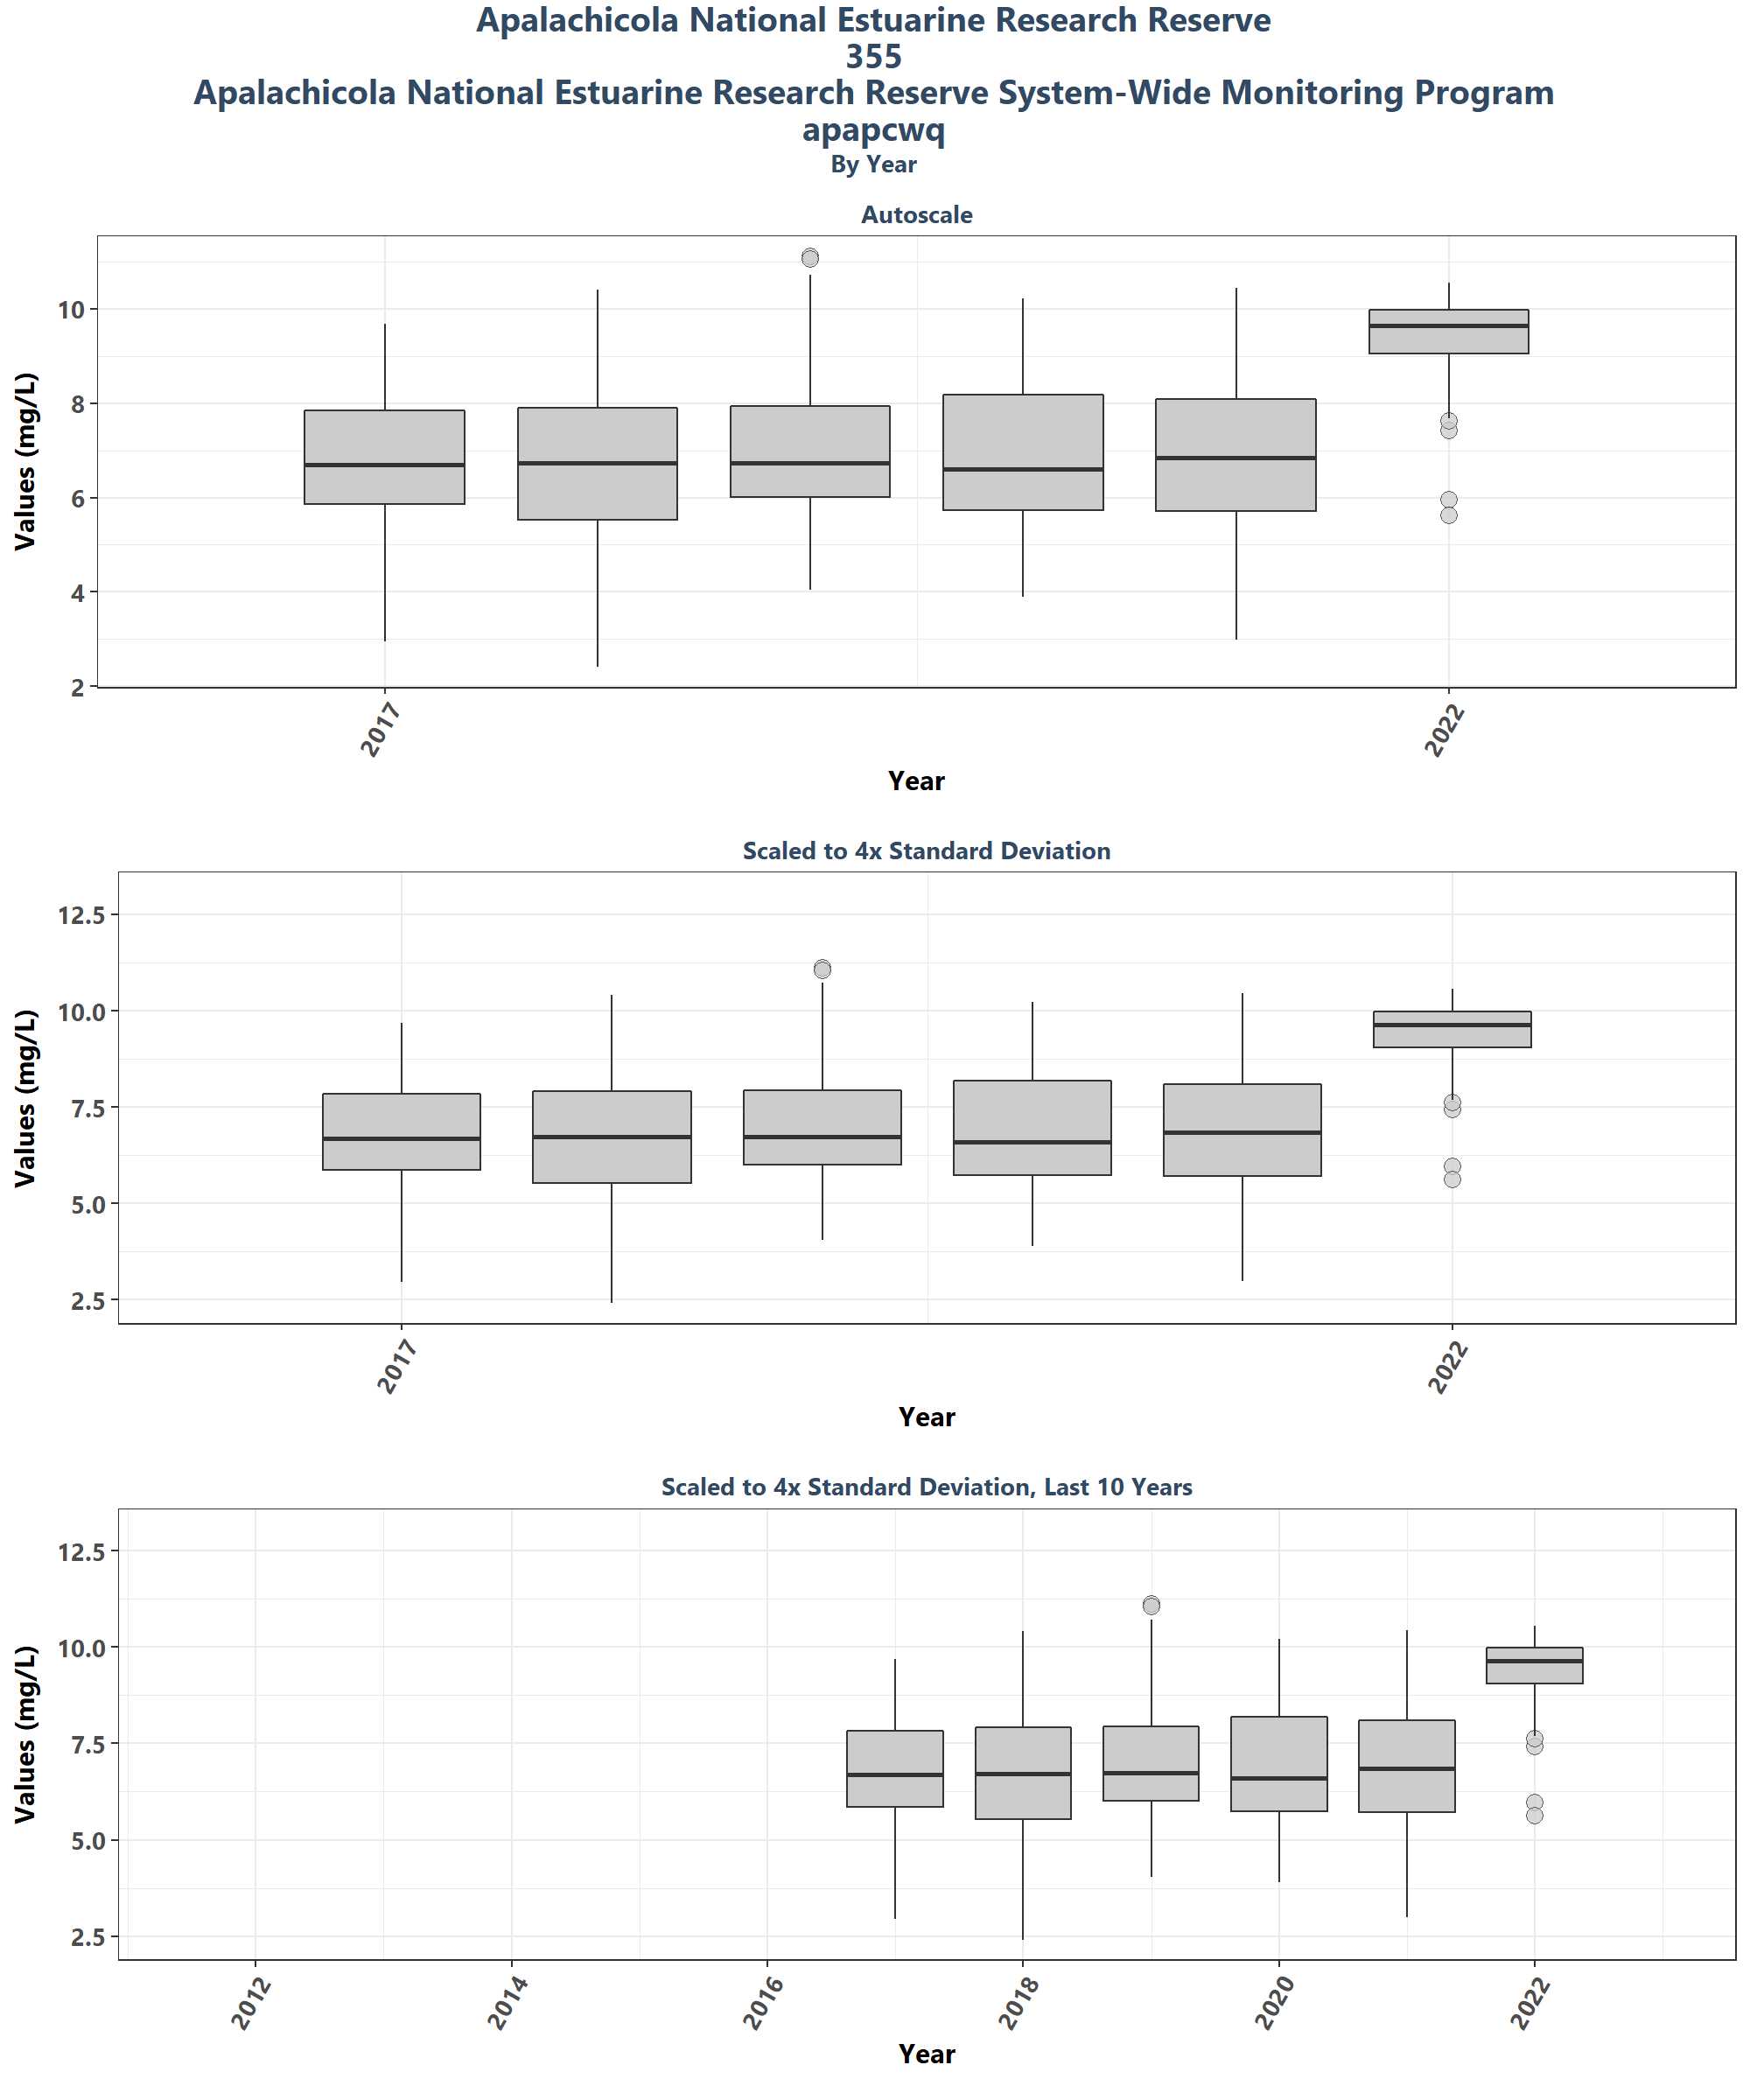 Apalachicola National Estuarine Research Reserve
355
Apalachicola National Estuarine Research Reserve System-Wide Monitoring Program
apapcwq
By Year
Autoscale
Values (mg/L)
10
8
6
4
2
2017
2022
Year
Scaled to 4x Standard Deviation
Values (mg/L)
12.5
10.0
7.5
5.0
2.5
2017
2022
Year
Scaled to 4x Standard Deviation, Last 10 Years
Values (mg/L)
12.5
10.0
7.5
5.0
2.5
2012
2014
2016
2018
2020
2022
Year